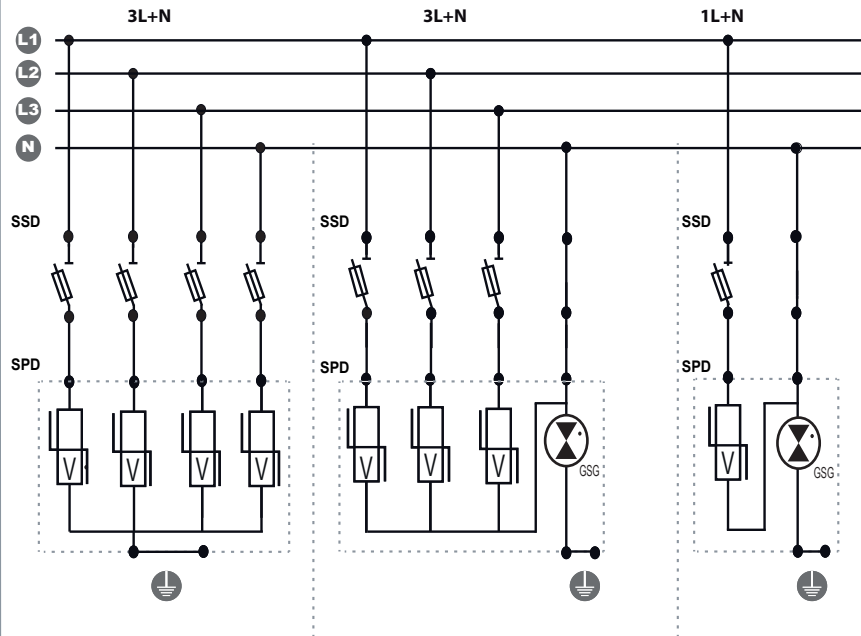 3L+N 3L+N 1L+N
L1
L2
L3
N
SSD SSD SSD
SPD SPD SPD
V V V V V V V V
GSG GSG